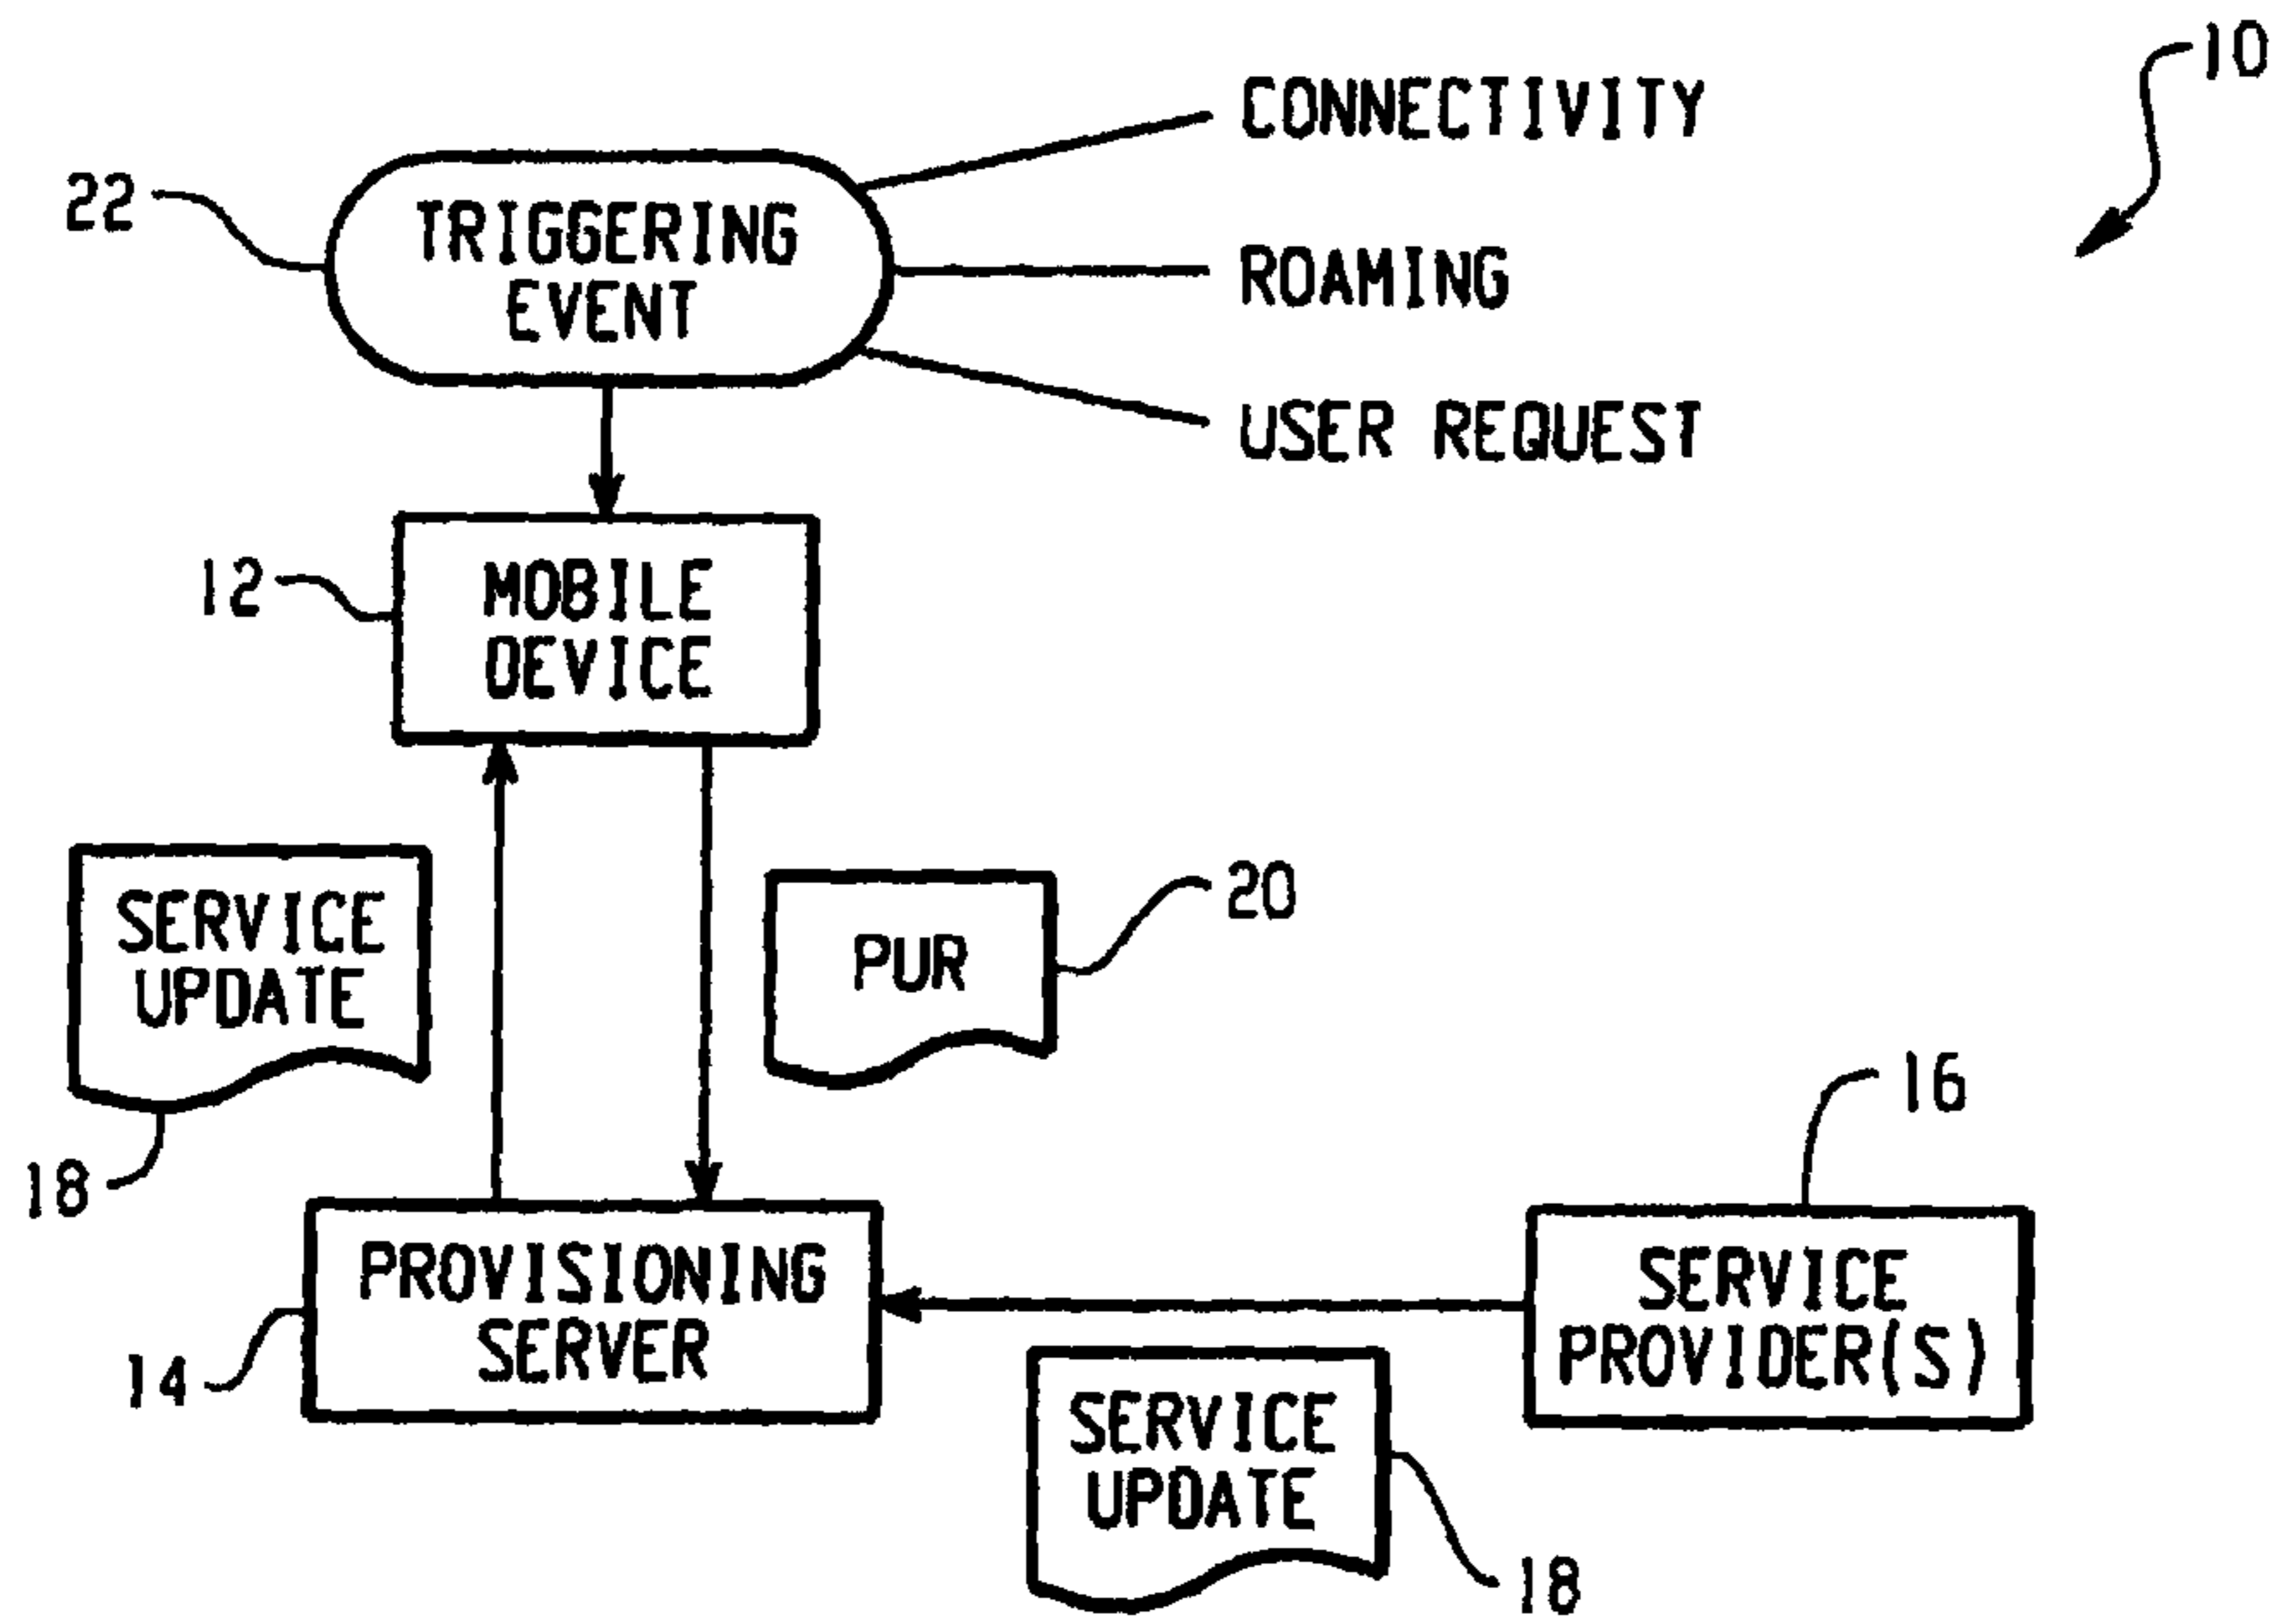 10
CONNECTIVITY
22
TRIGGERING
EVENT
ROAMING
USER REQUEST
12
MOBILE
DEVICE
SERVICE
UPDATE
18
PUR
20
16
PROVISIONING
SERVER
14
SERVICE
PROVIDER(S)
SERVICE
UPDATE
18